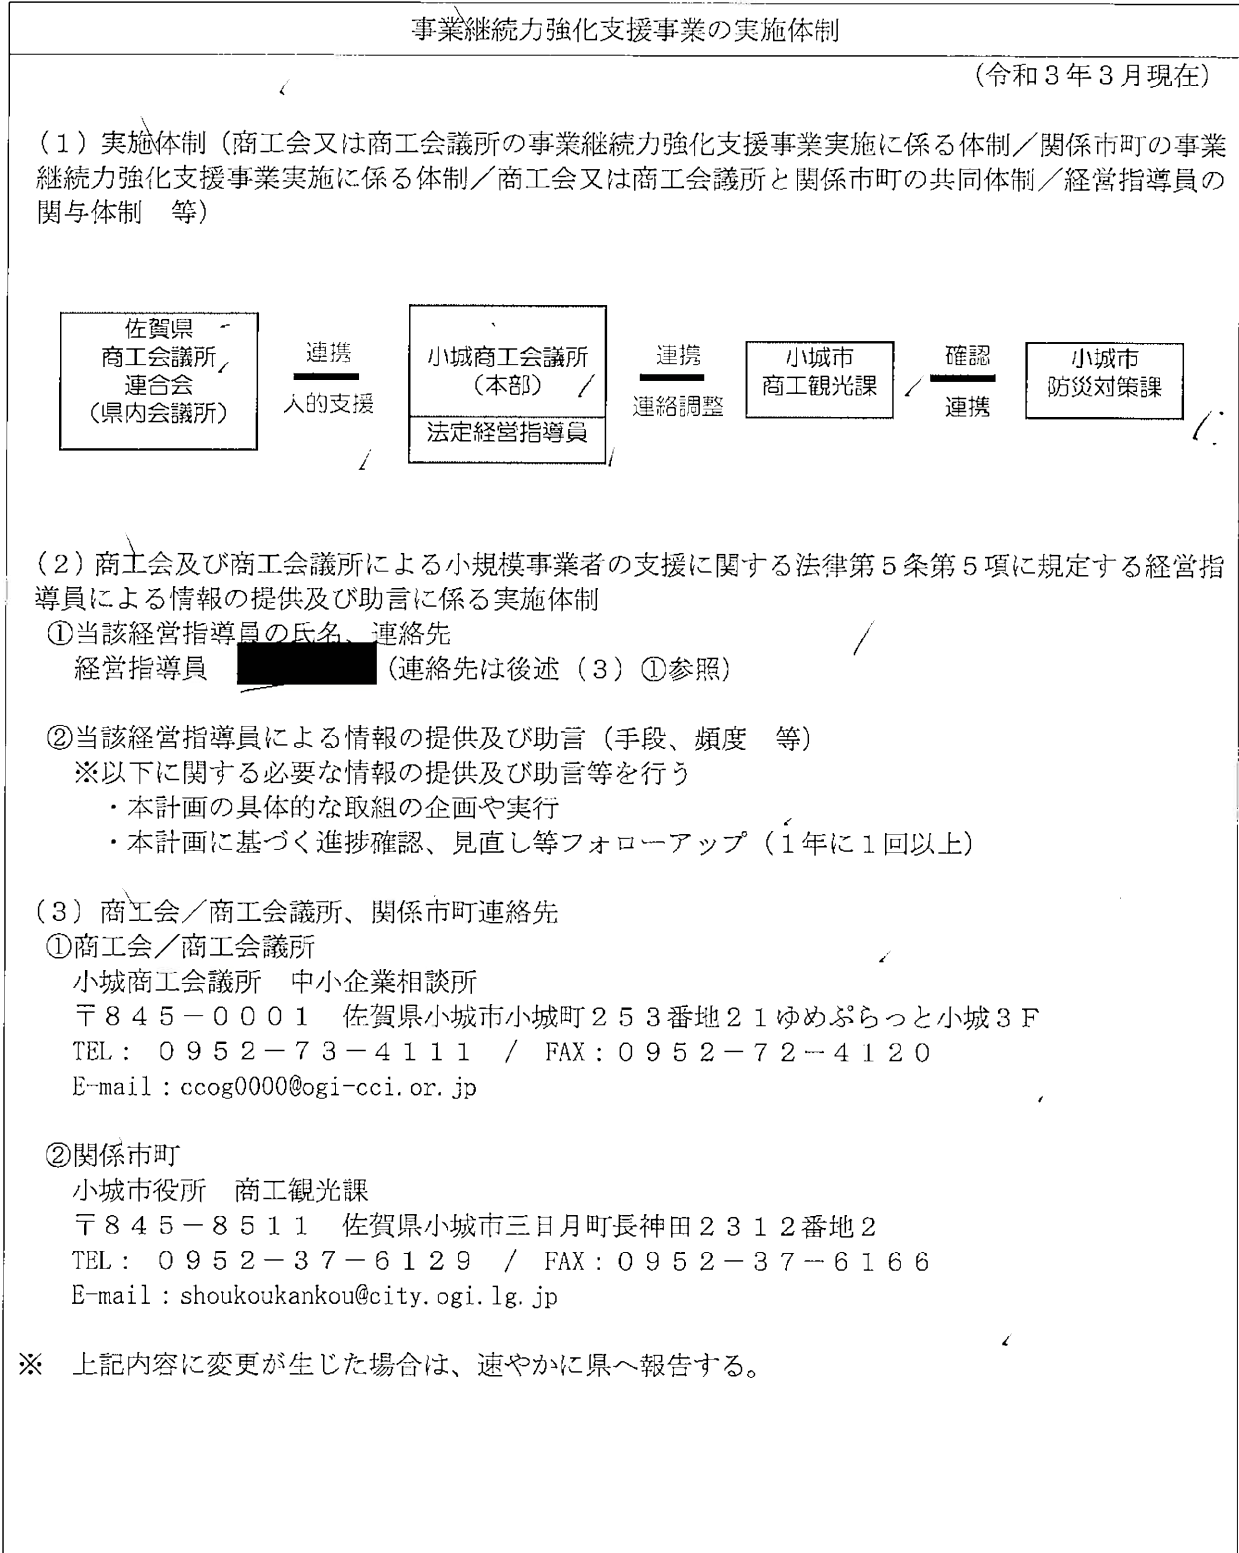 事業継続力強化支援事業の実施体制
(令和3年3月現在)
(1)実施体制(商工会又は商工会議所の事業継続力強化支援事業実施に係る体制/関係市町の事業
継続力強化支援事業実施に係る体制/商工会又は商工会議所と関係市町の共同体制/経営指導員の
関与体制 等)
佐賀県
商工会議所
連合会
(県内会議所)
連携
人的支援
小城商工会議所
(本部)
法定経営指導員
連携
連絡調整
小城市
商工観光課
確認
連携
小城市
防災対策課
(2)商工会及び商工会議所による小規模事業者の支援に関する法律第5条第5項に規定する経営指
導員による情報の提供及び助言に係る実施体制
①当該経営指導員の氏名、連絡先
経営指導員 (連絡先は後述(3)①参照)
②当該経営指導員による情報の提供及び助言(手段、頻度 等)
※以下に関する必要な情報の提供及び助言等を行う
・本計画の具体的な取組の企画や実行
・本計画に基づく進捗確認、見直し等フォローアップ(1年に1回以上)
(3)商工会/商工会議所、関係市町連絡先
①商工会/商工会議所
小城商工会議所 中小企業相談所
〒845-0001 佐賀県小城市小城町253番地21ゆめぷらっと小城3F
TEL: 0952-73-4111 / FAX:0952-72-4120
E-mail:ccog0000@ogi-cci.or.jp
②関係市町
小城市役所 商工観光課
〒845-8511 佐賀県小城市三日月町長神田2312番地2
TEL: 0952-37-6129 / FAX:0952-37-6166
E-mail:shoukoukankou@city.ogi.lg.jp
※ 上記内容に変更が生じた場合は、速やかに県へ報告する。